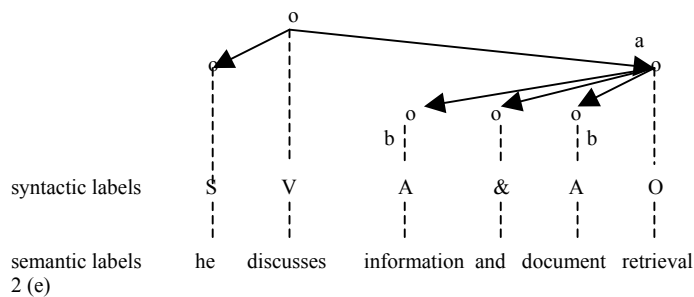 o
a
o o
o o o
b b
syntactic labels S V A & A O
semantic labels he discusses information and document retrieval
2 (e)